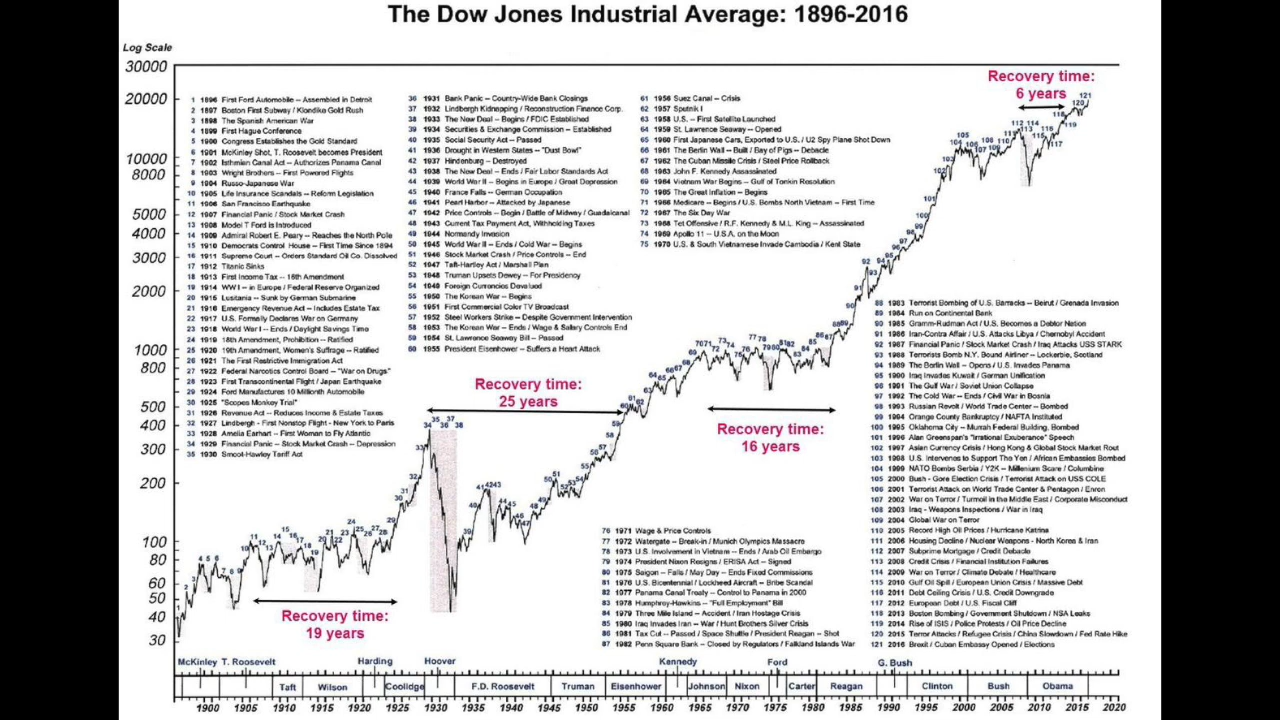 The Dow Jones Industrial Average: 1896-2016
Log Scale
30000
20000
10000
8000
5000
4000
3000
2000
1000
800
500
400
300
200
100
80
60
50
40
30
1 1896 First Ford Automobile – Assembled in Detroit
2 1897 Boston First Subway / Klondike Gold Rush
3 1898 The Spanish American War
4 1899 First Hague Conference
5 1900 Congress Establishes the Gold Standard
6 1901 McKinley Shot, T. Roosevelt becomes President
7 1902 Isthmian Canal Act – Authorizes Panama Canal
8 1903 Wright Brothers – First Powered Flights
9 1904 Russo-Japanese War
10 1905 Life Insurance Scandals – Reform Legislation
11 1906 San Francisco Earthquake
12 1907 Financial Panic / Stock Market Crash
13 1908 Model T Ford is Introduced
14 1909 Admiral Robert E. Peary – Reaches the North Pole
15 1910 Democrats Control House – First Time Since 1894
16 1911 Supreme Court – Orders Standard Oil Co. Dissolved
17 1912 Titanic Sinks
18 1913 First Income Tax – 16th Amendment
19 1914 WW I – in Europe / Federal Reserve Organized
20 1915 Lusitania – Sunk by German Submarine
21 1916 Emergency Revenue Act – Includes Estate Tax
22 1917 U.S. Formally Declares War on Germany
23 1918 World War I – Ends / Daylight Savings Time
24 1919 18th Amendment, Prohibition – Ratified
25 1920 19th Amendment, Women's Suffrage – Ratified
26 1921 The First Restrictive Immigration Act
27 1922 Federal Narcotics Control Board – "War on Drugs"
28 1923 First Transcontinental Flight / Japan Earthquake
29 1924 Ford Manufactures 10 Millionth Automobile
30 1925 "Scopes Monkey Trial"
31 1926 Revenue Act – Reduces Income & Estate Taxes
32 1927 Lindbergh - First Nonstop Flight - New York to Paris
33 1928 Amelia Earhart – First Woman to Fly Atlantic
34 1929 Financial Panic – Stock Market Crash – Depression
35 1930 Smoot-Hawley Tariff Act
36 1931 Bank Panic – Country-Wide Bank Closings
37 1932 Lindbergh Kidnapping / Reconstruction Finance Corp.
38 1933 The New Deal – Begins / FDIC Established
39 1934 Securities & Exchange Commission – Established
40 1935 Social Security Act – Passed
41 1936 Drought in Western States – "Dust Bowl"
42 1937 Hindenburg – Destroyed
43 1938 The New Deal – Ends / Fair Labor Standards Act
44 1939 World War II – Begins in Europe / Great Depression
45 1940 France Falls – German Occupation
46 1941 Pearl Harbor – Attacked by Japanese
47 1942 Price Controls – Begin / Battle of Midway / Guadalcanal
48 1943 Current Tax Payment Act, Withholding Taxes
49 1944 Normandy Invasion
50 1945 World War II – Ends / Cold War – Begins
51 1946 Stock Market Crash / Price Controls – End
52 1947 Taft-Hartley Act / Marshall Plan
53 1948 Truman Upsets Dewey – For Presidency
54 1949 Foreign Currencies Devalued
55 1950 The Korean War – Begins
56 1951 First Commercial Color TV Broadcast
57 1952 Steel Workers Strike – Despite Government Intervention
58 1953 The Korean War – Ends / Wage & Salary Controls End
59 1954 St. Lawrence Seaway Bill – Passed
60 1955 President Eisenhower – Suffers a Heart Attack
61 1956 Suez Canal – Crisis
62 1957 Sputnik I
63 1958 U.S. – First Satellite Launched
64 1959 St. Lawrence Seaway – Opened
65 1960 First Japanese Cars, Exported to U.S./ U2 Spy Plane Shot Down
66 1961 The Berlin Wall – Built / Bay of Pigs – Debacle
67 1962 The Cuban Missile Crisis / Steel Price Rollback
68 1963 John F. Kennedy Assassinated
69 1964 Vietnam War Begins – Gulf of Tonkin Resolution
70 1965 The Great Inflation – Begins
71 1966 Medicare – Begins / U.S. Bombs North Vietnam – First Time
72 1967 The Six Day War
73 1968 Tet Offensive / R.F. Kennedy & M.L. King – Assassinated
74 1969 Apollo 11 – U.S.A. on the Moon
75 1970 U.S. & South Vietnamese Invade Cambodia / Kent State
76 1971 Wage & Price Controls
77 1972 Watergate – Break-in / Munich Olympics Massacre
78 1973 U.S. Involvement in Vietnam – Ends / Arab Oil Embargo
79 1974 President Nixon Resigns / ERISA Act – Signed
80 1975 Saigon – Falls / May Day – Ends Fixed Commissions
81 1976 U.S. Bicentennial / Lockheed Aircraft – Bribe Scandal
82 1977 Panama Canal Treaty – Control to Panama in 2000
83 1978 Humphrey-Hawkins – "Full Employment" Bill
84 1979 Three Mile Island – Accident / Iran Hostage Crisis
85 1980 Iraq Invades Iran – War / Hunt Brothers Silver Crisis
86 1981 Tax Cut – Passed / Space Shuttle / President Reagan – Shot
87 1982 Penn Square Bank – Closed by Regulators / Falkland Islands War
88 1983 Terrorist Bombing of U.S. Barracks – Beirut / Grenada Invasion
89 1984 Run on Continental Bank
90 1985 Gramm-Rudman Act / U.S. Becomes a Debtor Nation
91 1986 Iran-Contra Affair / U.S. Attacks Libya / Chernobyl Accident
92 1987 Financial Panic / Stock Market Crash / Iraq Attacks USS STARK
93 1988 Terrorists Bomb N.Y. Bound Airliner – Lockerbie, Scotland
94 1989 The Berlin Wall – Opens / U.S. Invades Panama
95 1990 Iraq Invades Kuwait / German Unification
96 1991 The Gulf War / Soviet Union Collapse
97 1992 The Cold War – Ends / Civil War in Bosnia
98 1993 Russian Revolt / World Trade Center – Bombed
99 1994 Orange County Bankruptcy / NAFTA Instituted
100 1995 Oklahoma City – Murrah Federal Building, Bombed
101 1996 Alan Greenspan's "Irrational Exuberance" Speech
102 1997 Asian Currency Crisis / Hong Kong & Global Stock Market Rout
103 1998 U.S. Intervenes to Support The Yen / African Embassies Bombed
104 1999 NATO Bombs Serbia / Y2K – Millenium Scare / Columbine
105 2000 Bush - Gore Election Crisis / Terrorist Attack on USS COLE
106 2001 Terrorist Attack on World Trade Center & Pentagon / Enron
107 2002 War on Terror / Turmoil in the Middle East / Corporate Misconduct
108 2003 Iraq - Weapons Inspections / War in Iraq
109 2004 Global War on Terror
110 2005 Record High Oil Prices / Hurricane Katrina
111 2006 Housing Decline / Nuclear Weapons - North Korea & Iran
112 2007 Subprime Mortgage / Credit Debacle
113 2008 Credit Crisis / Financial Institution Failures
114 2009 War on Terror / Climate Debate / Healthcare
115 2010 Gulf Oil Spill / European Union Crisis / Massive Debt
116 2011 Debt Ceiling Crisis / U.S. Credit Downgrade
117 2012 European Debt / U.S. Fiscal Cliff
118 2013 Boston Bombing / Government Shutdown / NSA Leaks
119 2014 Rise of ISIS / Police Protests / Oil Price Decline
120 2015 Terror Attacks / Refugee Crisis / China Slowdown / Fed Rate Hike
121 2016 Brexit / Cuban Embassy Opened / Elections
Recovery time:
6 years
Recovery time:
25 years
Recovery time:
16 years
Recovery time:
19 years
McKinley T. Roosevelt Harding Hoover Kennedy Ford G. Bush
Taft Wilson Coolidge F.D. Roosevelt Truman Eisenhower Johnson Nixon Carter Reagan Clinton Bush Obama
1900 1905 1910 1915 1920 1925 1930 1935 1940 1945 1950 1955 1960 1965 1970 1975 1980 1985 1990 1995 2000 2005 2010 2015 2020